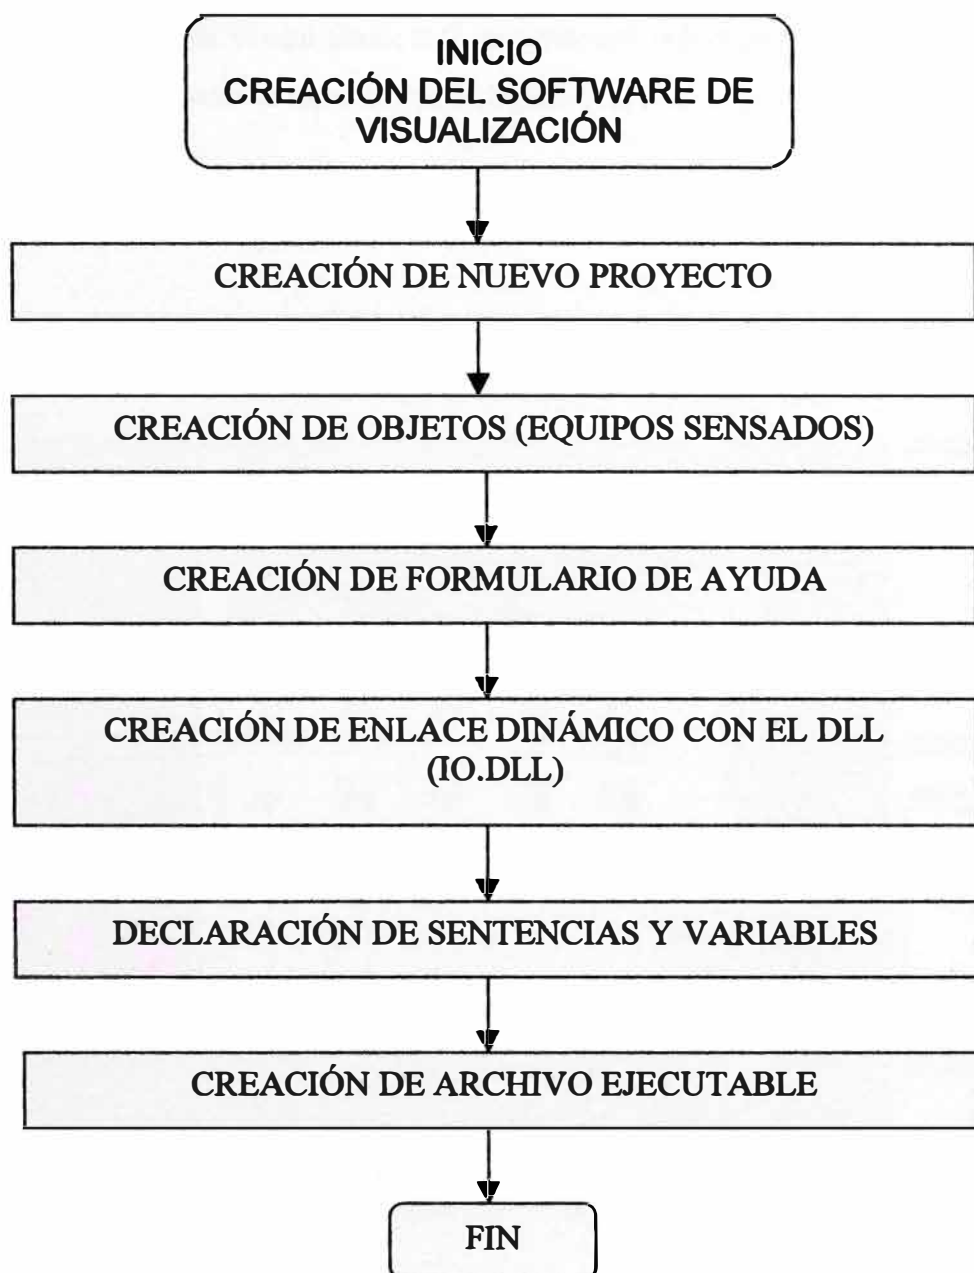 INICIO
CREACIÓN DEL SOFTWARE DE
VISUALIZACIÓN
CREACIÓN DE NUEVO PROYECTO
CREACIÓN DE OBJETOS (EQUIPOS SENSADOS)
CREACIÓN DE FORMULARIO DE AYUDA
CREACIÓN DE ENLACE DINÁMICO CON EL DLL
(IO.DLL)
DECLARACIÓN DE SENTENCIAS Y VARIABLES
CREACIÓN DE ARCHIVO EJECUTABLE
FIN